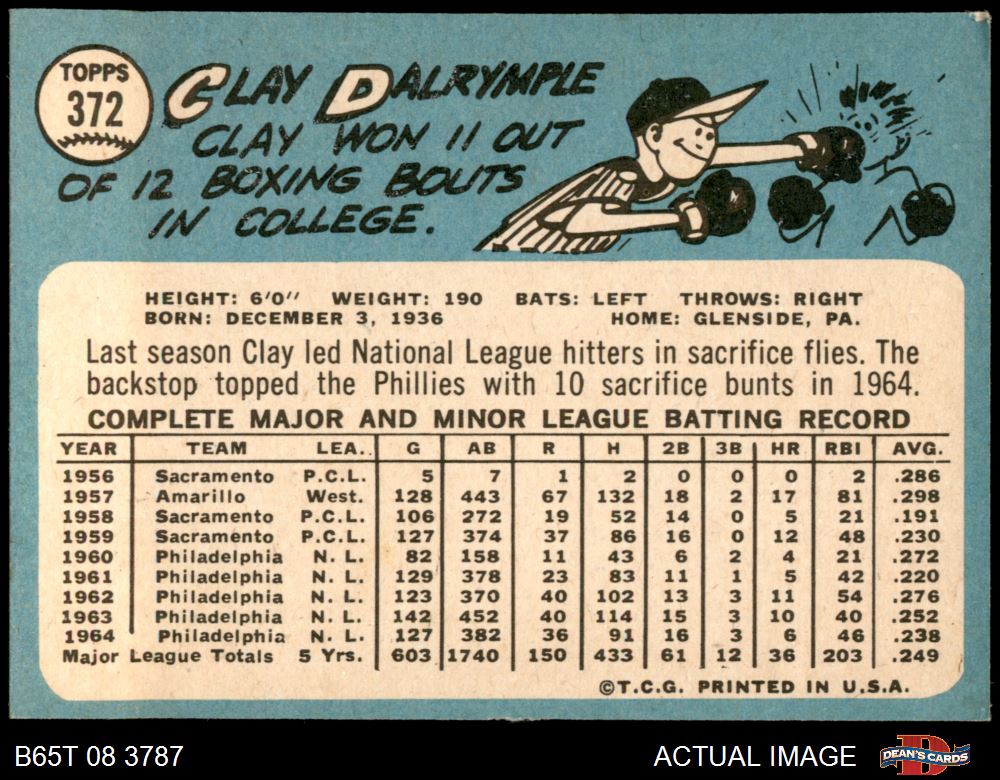 TOPPS
372
CLAY DALRYMPLE
CLAY WON 11 OUT
OF 12 BOXING BOUTS
IN COLLEGE.
HEIGHT: 6'0" WEIGHT: 190 BATS: LEFT THROWS: RIGHT
BORN: DECEMBER 3, 1936 HOME: GLENSIDE, PA.
Last season Clay led National League hitters in sacrifice flies. The
backstop topped the Phillies with 10 sacrifice bunts in 1964.
COMPLETE MAJOR AND MINOR LEAGUE BATTING RECORD
YEAR TEAM LEA. G AB R H 2B 3B HR RBI AVG.
1956 Sacramento P.C.L. 5 7 1 2 0 0 0 2 .286
1957 Amarillo West. 128 443 67 132 18 2 17 81 .298
1958 Sacramento P.C.L. 106 272 19 52 14 0 5 21 .191
1959 Sacramento P.C.L. 127 374 37 86 16 0 12 48 .230
1960 Philadelphia N. L. 82 158 11 43 6 2 4 21 .272
1961 Philadelphia N. L. 129 378 23 83 11 1 5 42 .220
1962 Philadelphia N. L. 123 370 40 102 13 3 11 54 .276
1963 Philadelphia N. L. 142 452 40 114 15 3 10 40 .252
1964 Philadelphia N. L. 127 382 36 91 16 3 6 46 .238
Major League Totals 5 Yrs. 603 1740 150 433 61 12 36 203 .249
©T.C.G. PRINTED IN U.S.A.
B65T 08 3787 ACTUAL IMAGE DEAN'S CARDS